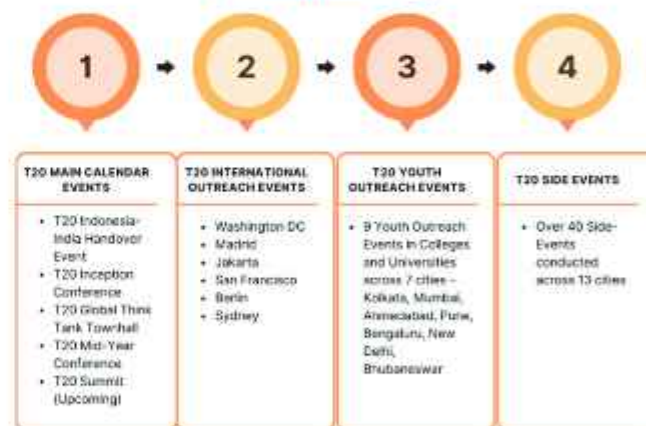 1
2
3
4
T20 MAIN CALENDAR
EVENTS
• T20 Indonesia-
India Handover
Event
• T20 Inception
Conference
• T20 Global Think
Tank Townhall
• T20 Mid-Year
Conference
• T20 Summit
(Upcoming)
T20 INTERNATIONAL
OUTREACH EVENTS
• Washington DC
• Madrid
• Jakarta
• San Francisco
• Berlin
• Sydney
T20 YOUTH
OUTREACH EVENTS
• 9 Youth Outreach
Events in Colleges
and Universities
across 7 cities –
Kolkata, Mumbai,
Ahmedabad, Pune,
Bengaluru, New
Delhi,
Bhubaneswar
T20 SIDE EVENTS
• Over 40 Side-
Events
conducted
across 13 cities